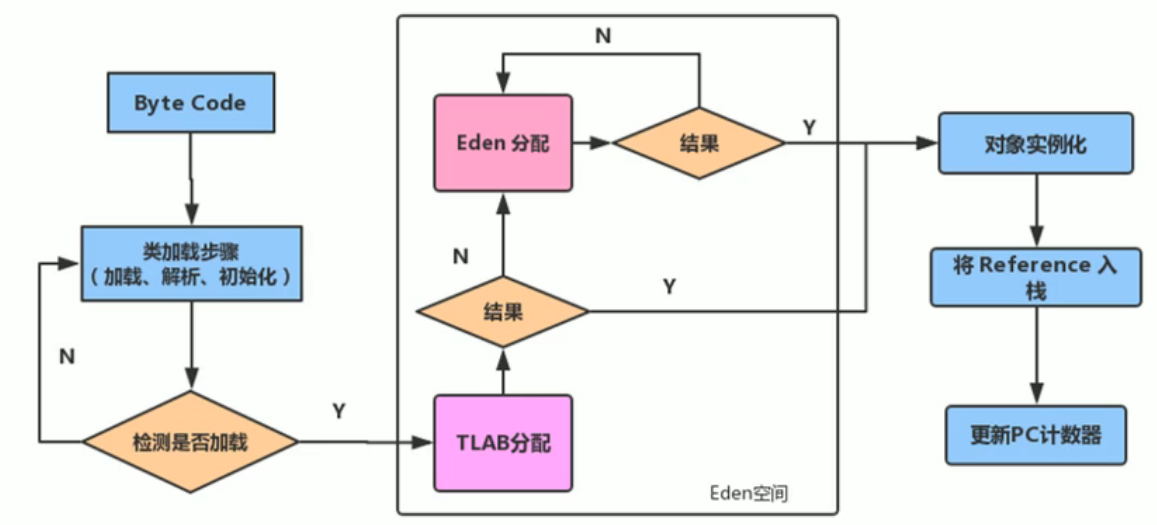 Byte Code
类加载步骤
（加载、解析、初始化）
N
检测是否加载
Y
N
Eden 分配
结果
Y
N
结果
Y
TLAB分配
Eden空间
对象实例化
将 Reference 入
栈
更新PC计数器